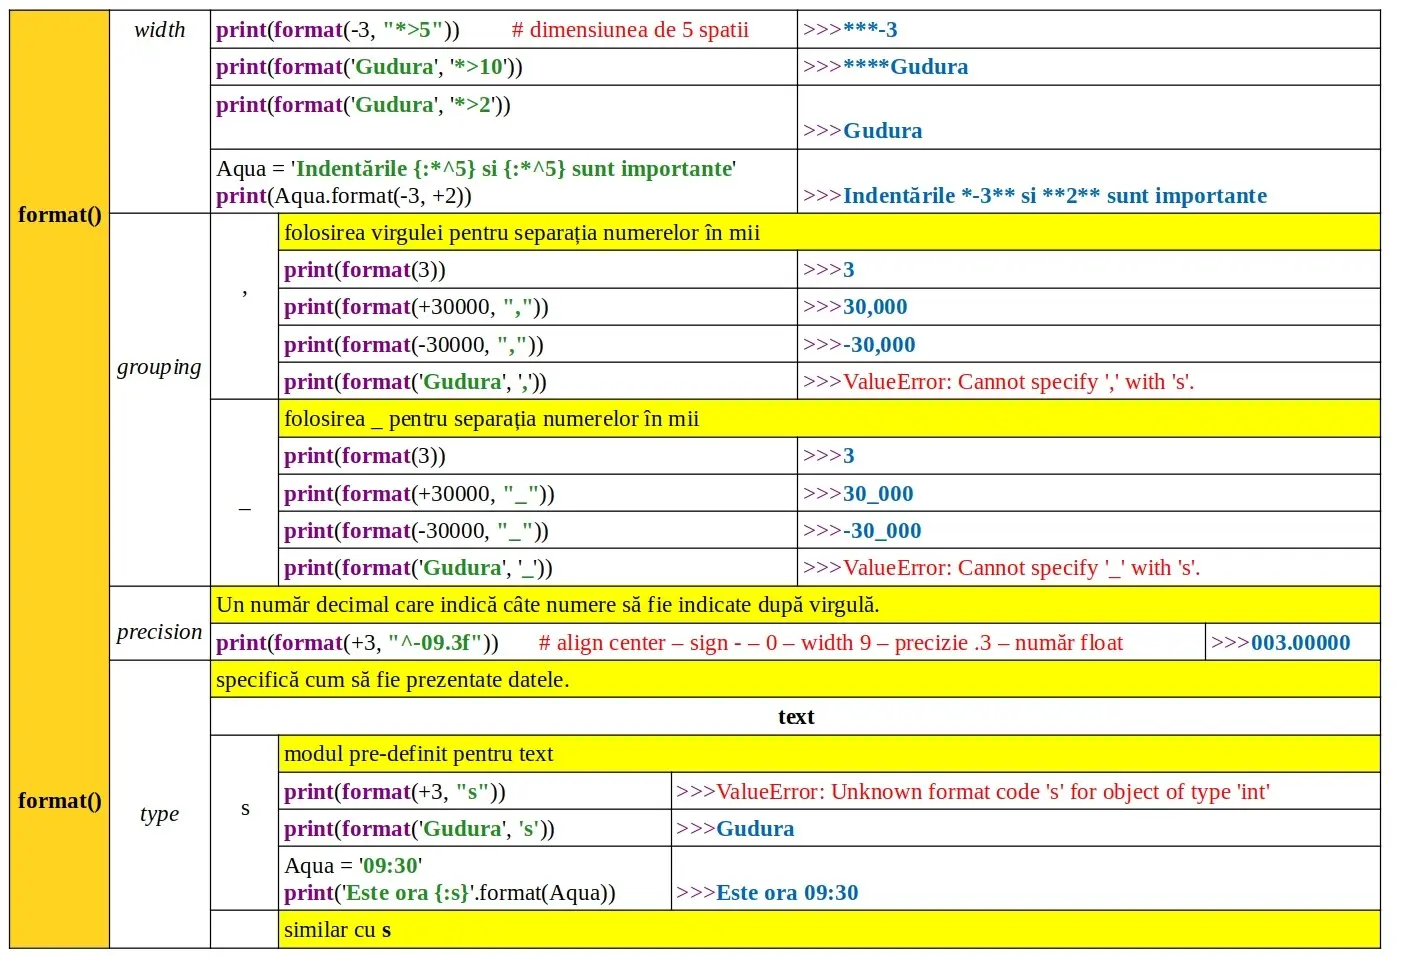 width
print(format(-3, "*>5")) # dimensiunea de 5 spatii
>>>***-3
print(format('Gudura', '*>10'))
>>>****Gudura
print(format('Gudura', '*>2'))
>>>Gudura
Aqua = 'Indentările {:*^5} si {:*^5} sunt importante'
print(Aqua.format(-3, +2))
>>>Indentările *-3** si **2** sunt importante
format()
grouping
,
folosirea virgulei pentru separația numerelor în mii
print(format(3))
>>>3
print(format(+30000, ","))
>>>30,000
print(format(-30000, ","))
>>>-30,000
print(format('Gudura', ','))
>>>ValueError: Cannot specify ',' with 's'.
_
folosirea _ pentru separația numerelor în mii
print(format(3))
>>>3
print(format(+30000, "_"))
>>>30_000
print(format(-30000, "_"))
>>>-30_000
print(format('Gudura', '_'))
>>>ValueError: Cannot specify '_' with 's'.
precision
Un număr decimal care indică câte numere să fie indicate după virgulă.
print(format(+3, "^-09.3f")) # align center – sign - – 0 – width 9 – precizie .3 – număr float
>>>003.00000
format()
type
specifică cum să fie prezentate datele.
text
s
modul pre-definit pentru text
print(format(+3, "s"))
>>>ValueError: Unknown format code 's' for object of type 'int'
print(format('Gudura', 's'))
>>>Gudura
Aqua = '09:30'
print('Este ora {:s}'.format(Aqua))
>>>Este ora 09:30
similar cu s